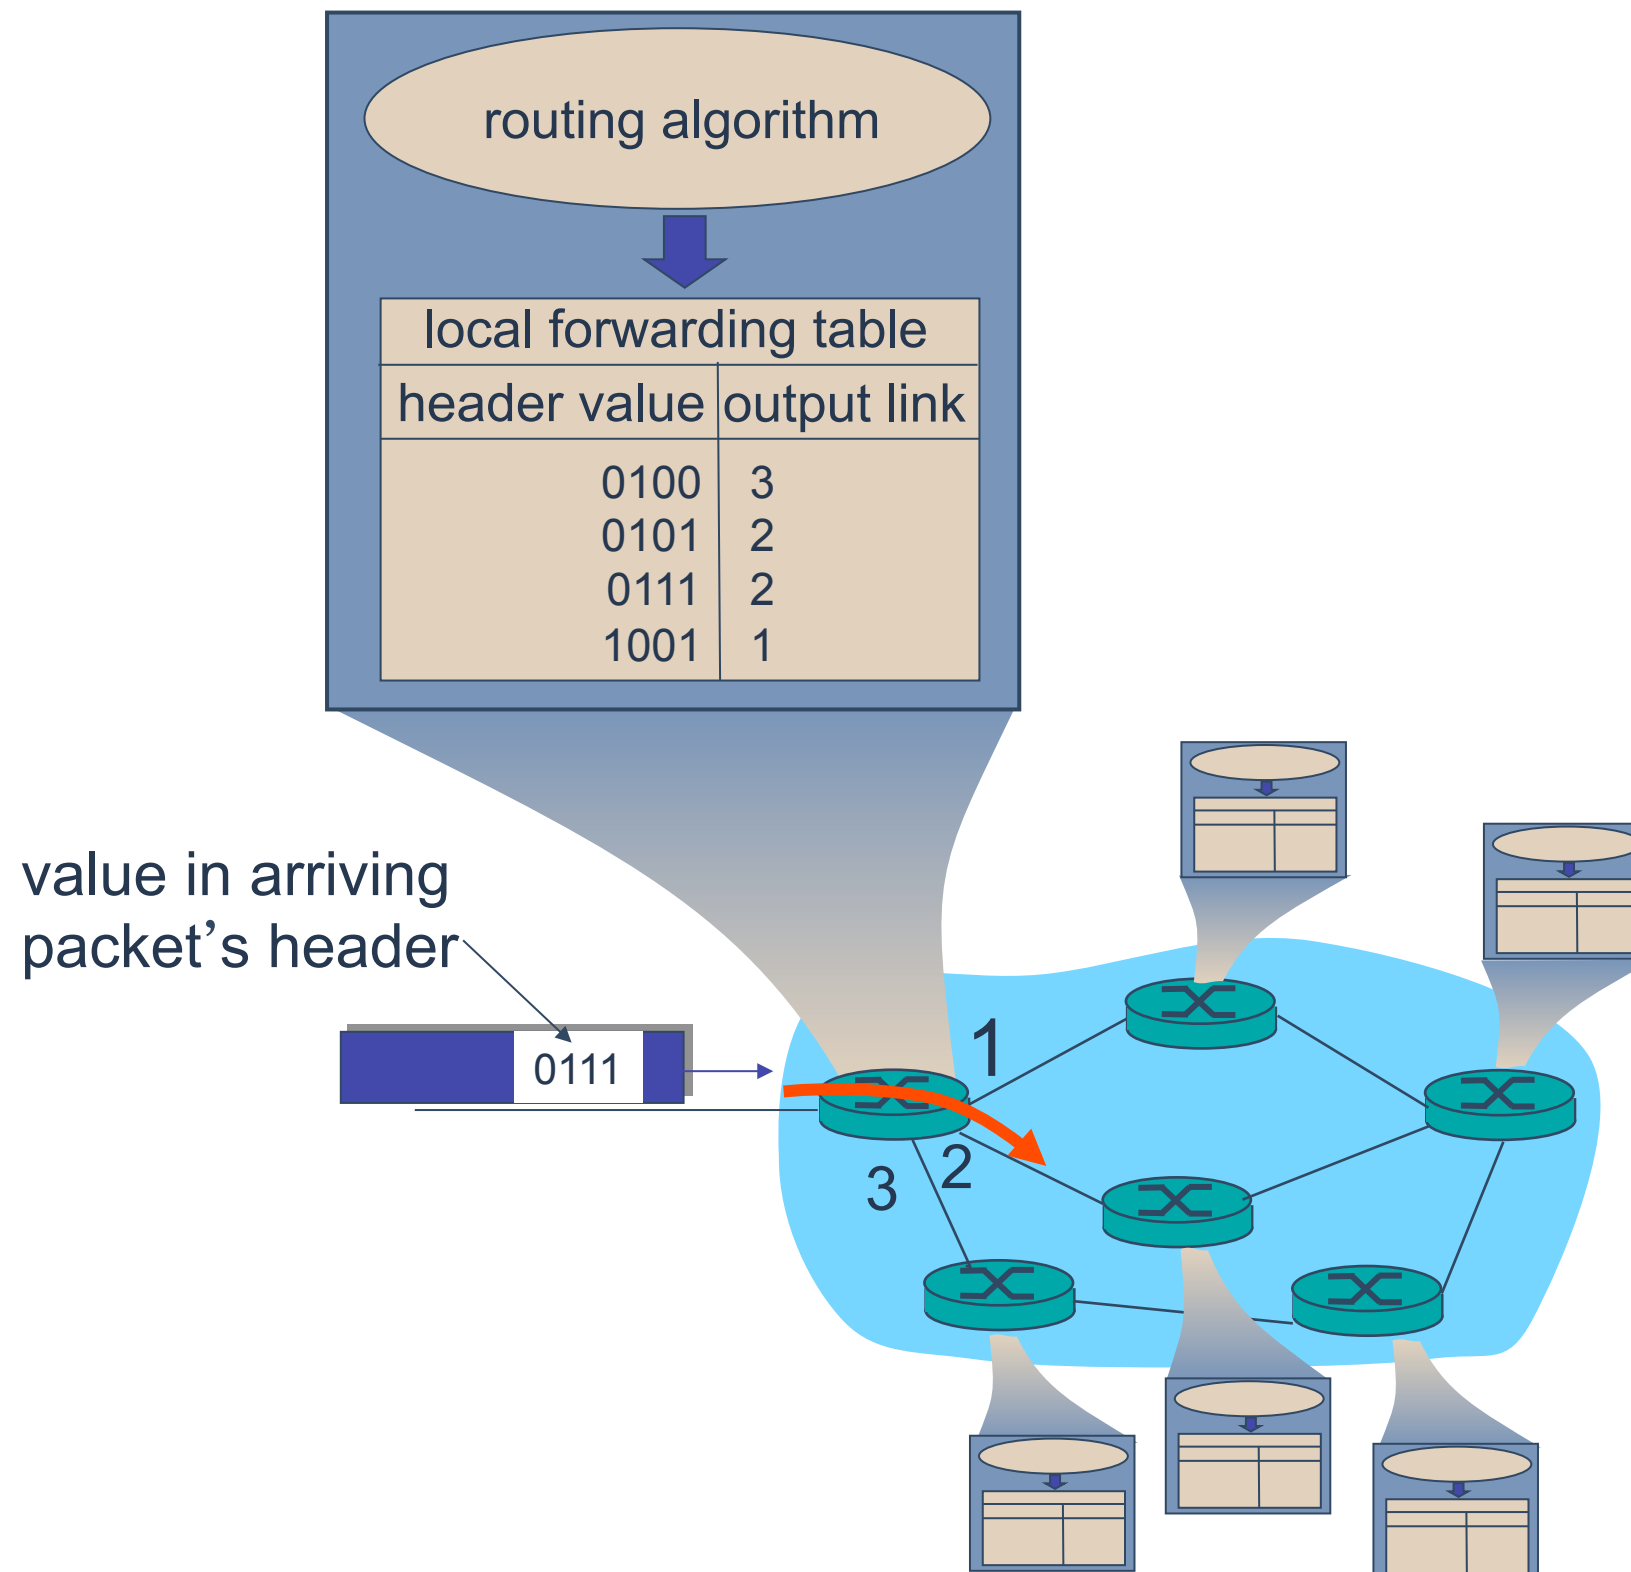 routing algorithm
local forwarding table
header value output link
0100 3
0101 2
0111 2
1001 1
value in arriving
packet’s header
0111
1
2
3